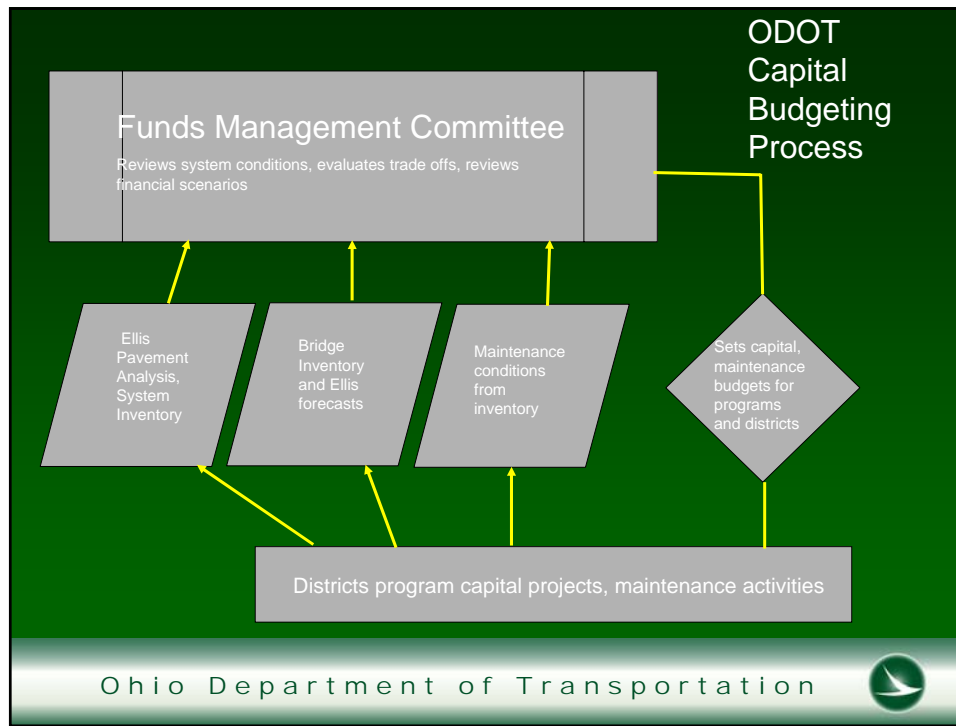 ODOT
Capital
Budgeting
Process
Funds Management Committee
Reviews system conditions, evaluates trade offs, reviews
financial scenarios
Ellis
Pavement
Analysis,
System
Inventory
Bridge
Inventory
and Ellis
forecasts
Maintenance
conditions
from
inventory
Sets capital,
maintenance
budgets for
programs
and districts
Districts program capital projects, maintenance activities
Ohio Department of Transportation